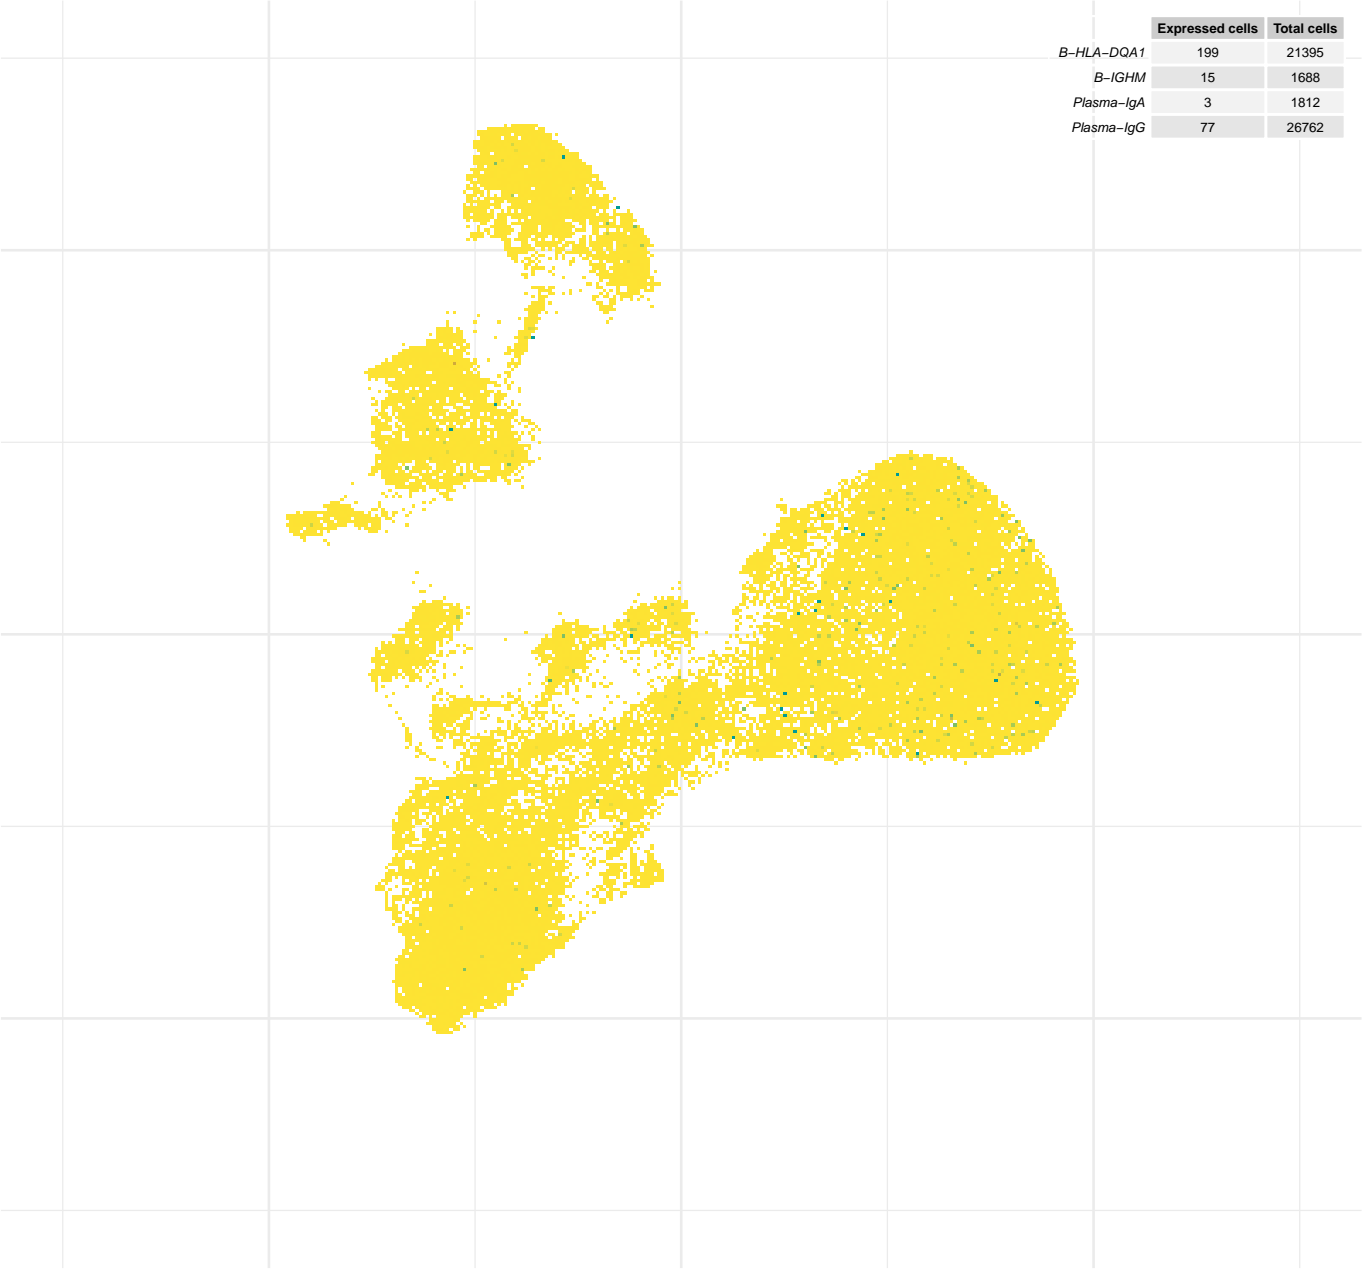 Expressed cells Total cells
B−HLA−DQA1 199 21395
B−IGHM 15 1688
Plasma−IgA 3 1812
Plasma−IgG 77 26762